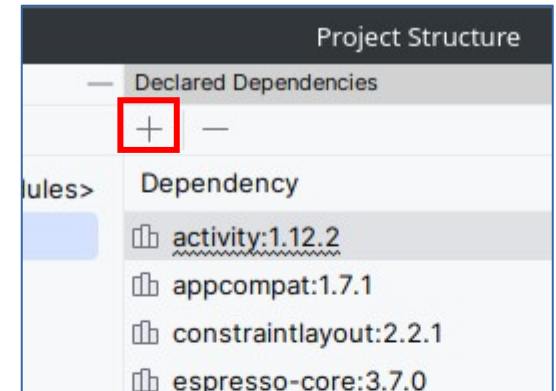 Project Structure
Declared Dependencies
Dependency
activity:1.12.2
appcompat:1.7.1
constraintlayout:2.2.1
espresso-core:3.7.0